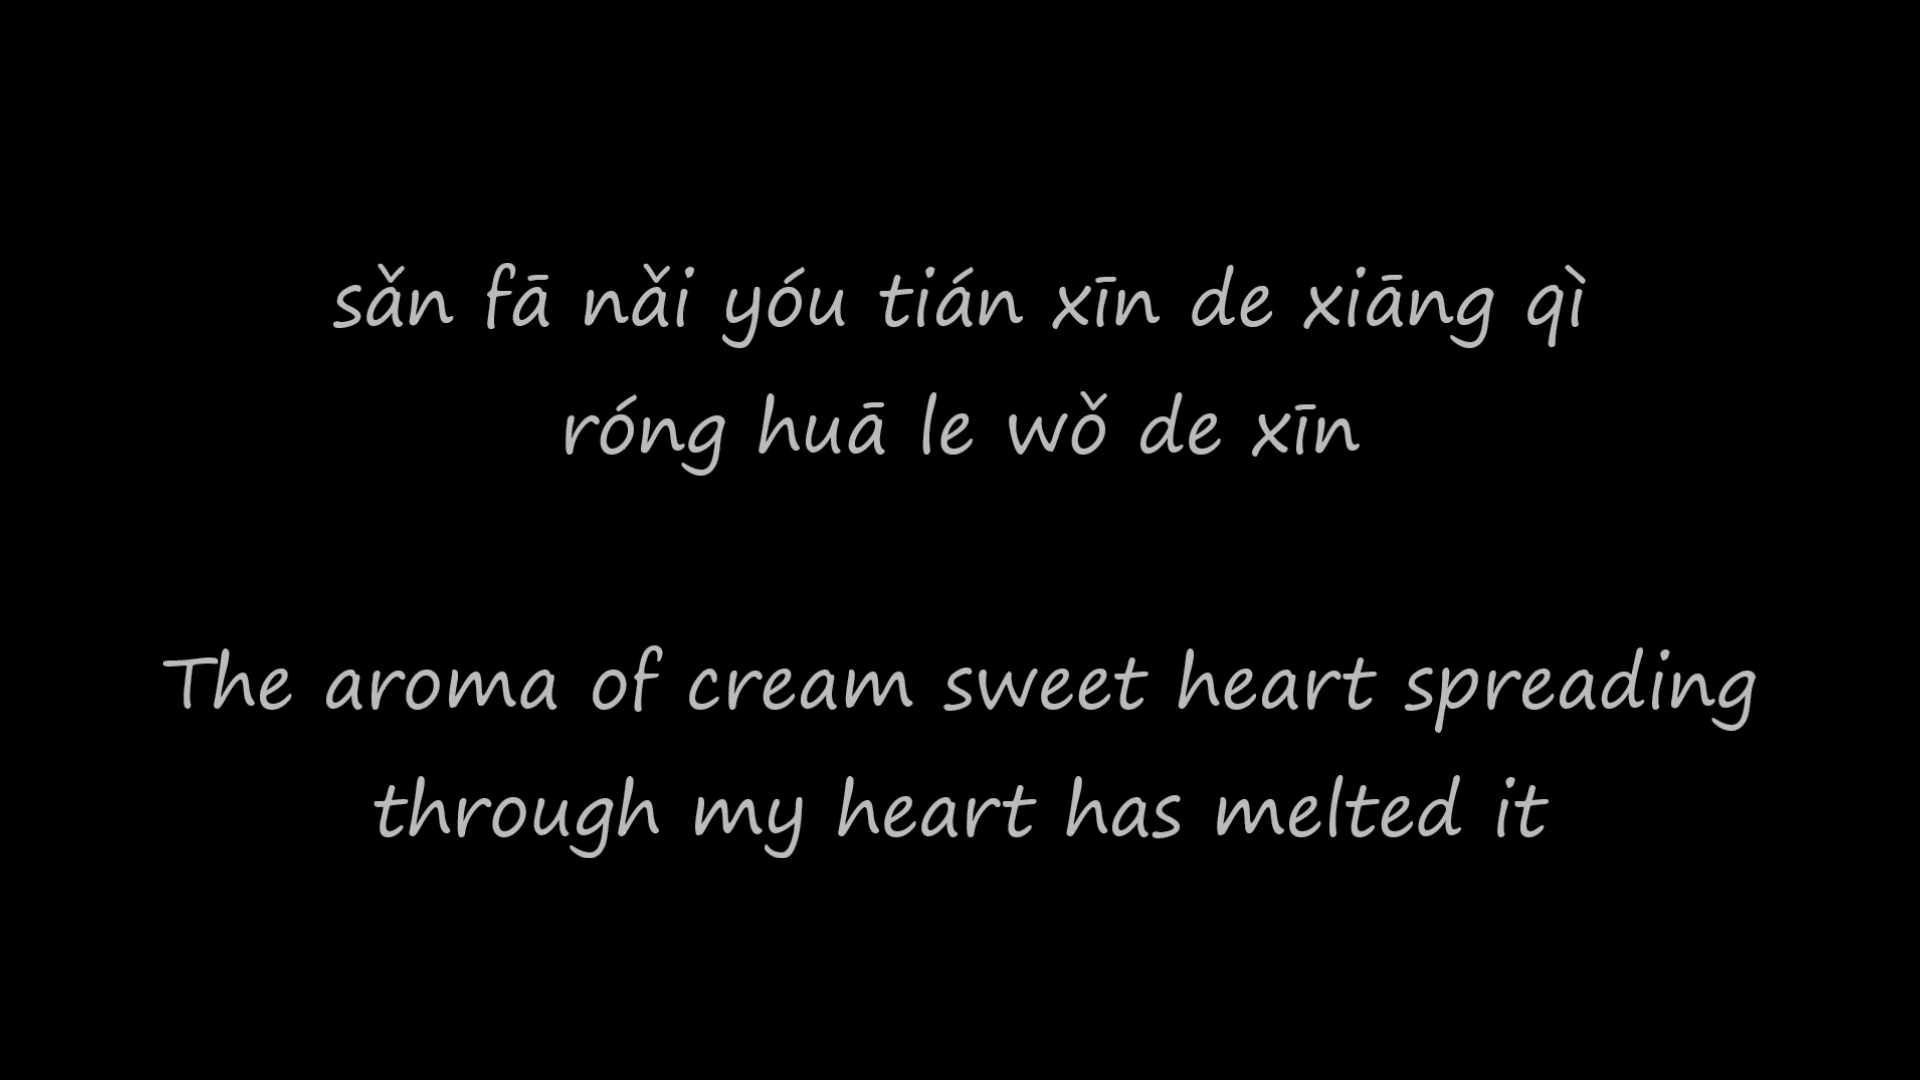 sǎn fā nǎi yóu tián xīn de xiāng qì
róng huā le wǒ de xīn
The aroma of cream sweet heart spreading
through my heart has melted it